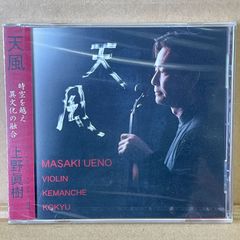 天風
時空を越え
異文化の融合
上野眞樹
天風
MASAKI UENO
VIOLIN
KEMANCHE
KOKYU